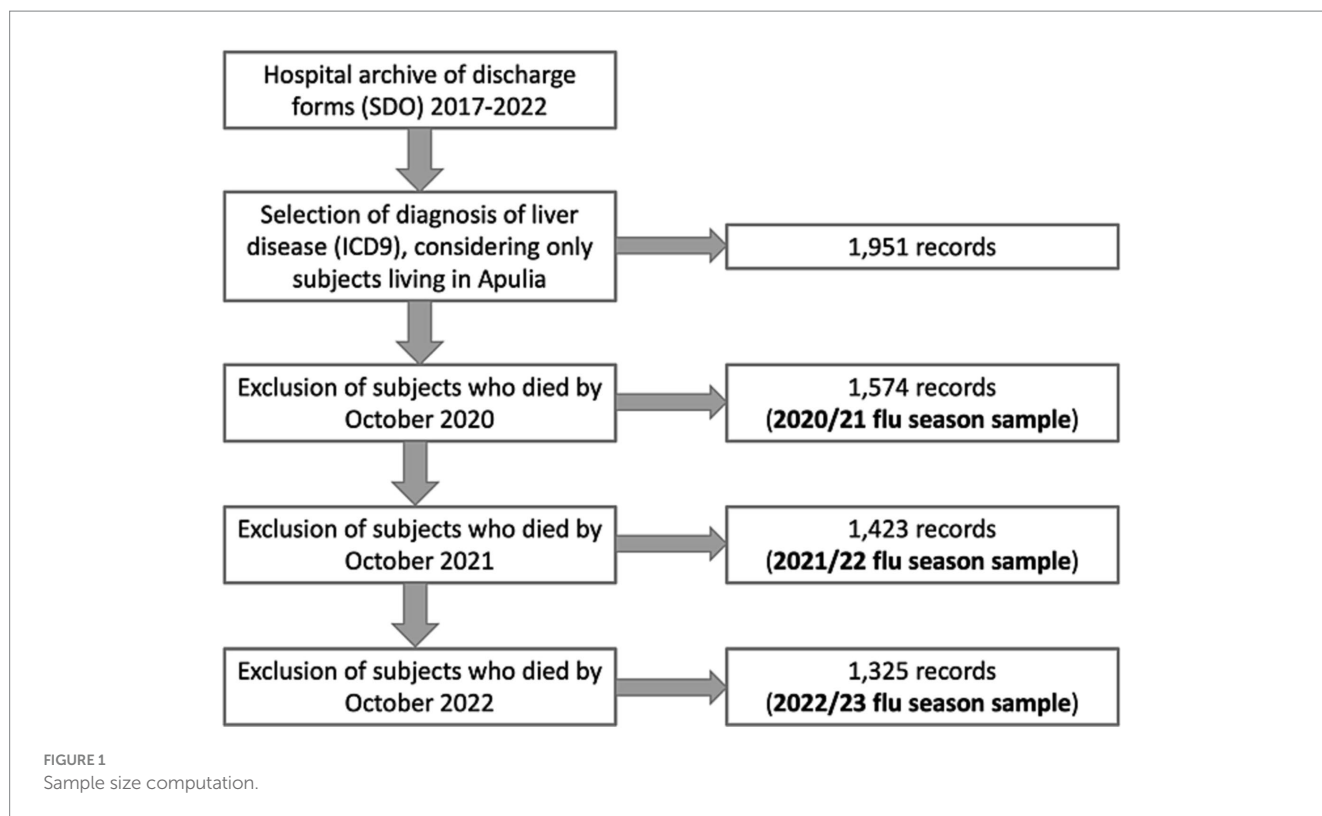 Hospital archive of discharge
forms (SDO) 2017-2022
Selection of diagnosis of liver
disease (ICD9), considering only
subjects living in Apulia
1,951 records
Exclusion of subjects who died by
October 2020
1,574 records
(2020/21 flu season sample)
Exclusion of subjects who died by
October 2021
1,423 records
(2021/22 flu season sample)
Exclusion of subjects who died by
October 2022
1,325 records
(2022/23 flu season sample)
FIGURE 1
Sample size computation.